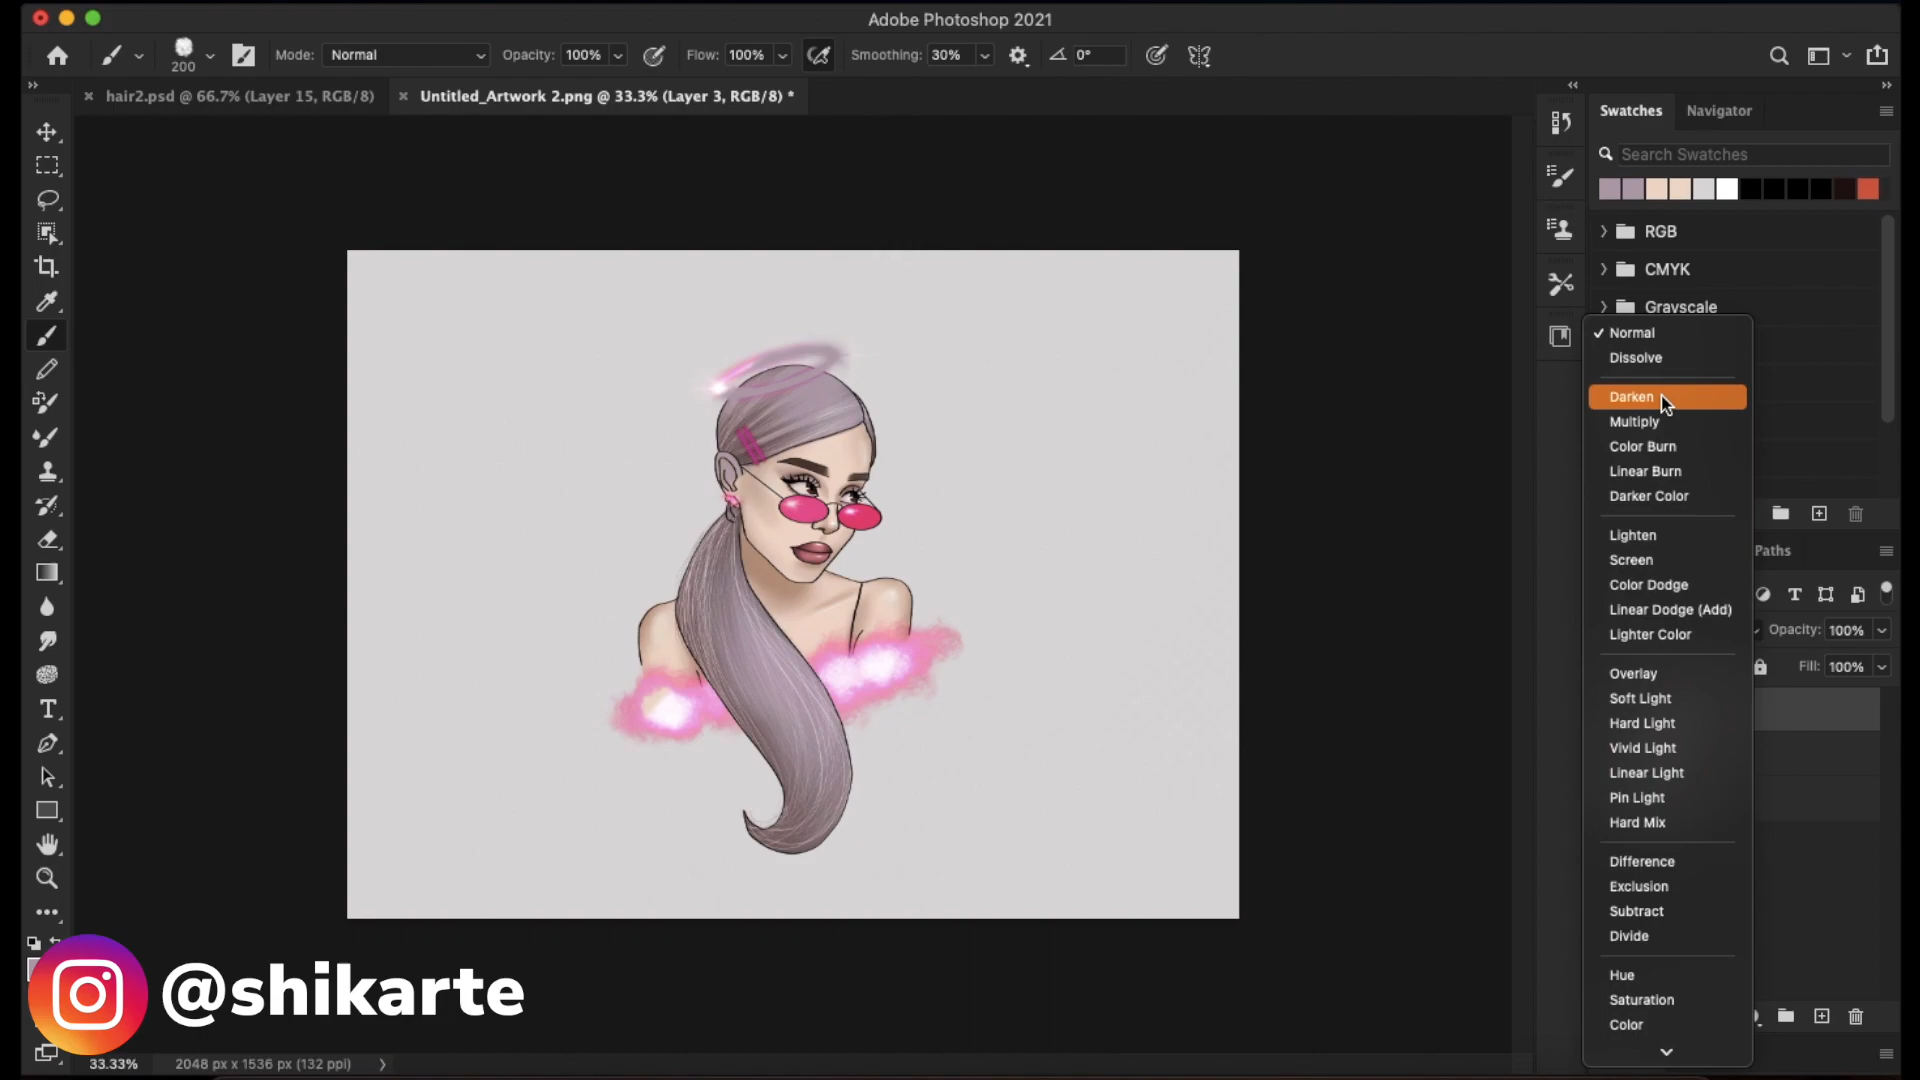 Adobe Photoshop 2021
200
Mode: Normal
Opacity: 100%
Flow: 100%
Smoothing: 30%
0°
hair2.psd @ 66.7% (Layer 15, RGB/8)
Untitled_Artwork 2.png @ 33.3% (Layer 3, RGB/8) *
Swatches
Navigator
Search Swatches
RGB
CMYK
Grayscale
Normal
Dissolve
Darken
Multiply
Color Burn
Linear Burn
Darker Color
Lighten
Screen
Color Dodge
Linear Dodge (Add)
Lighter Color
Overlay
Soft Light
Hard Light
Vivid Light
Linear Light
Pin Light
Hard Mix
Difference
Exclusion
Subtract
Divide
Hue
Saturation
Color
Paths
Opacity: 100%
Fill: 100%
@shikarte
33.33%
2048 px x 1536 px (132 ppi)